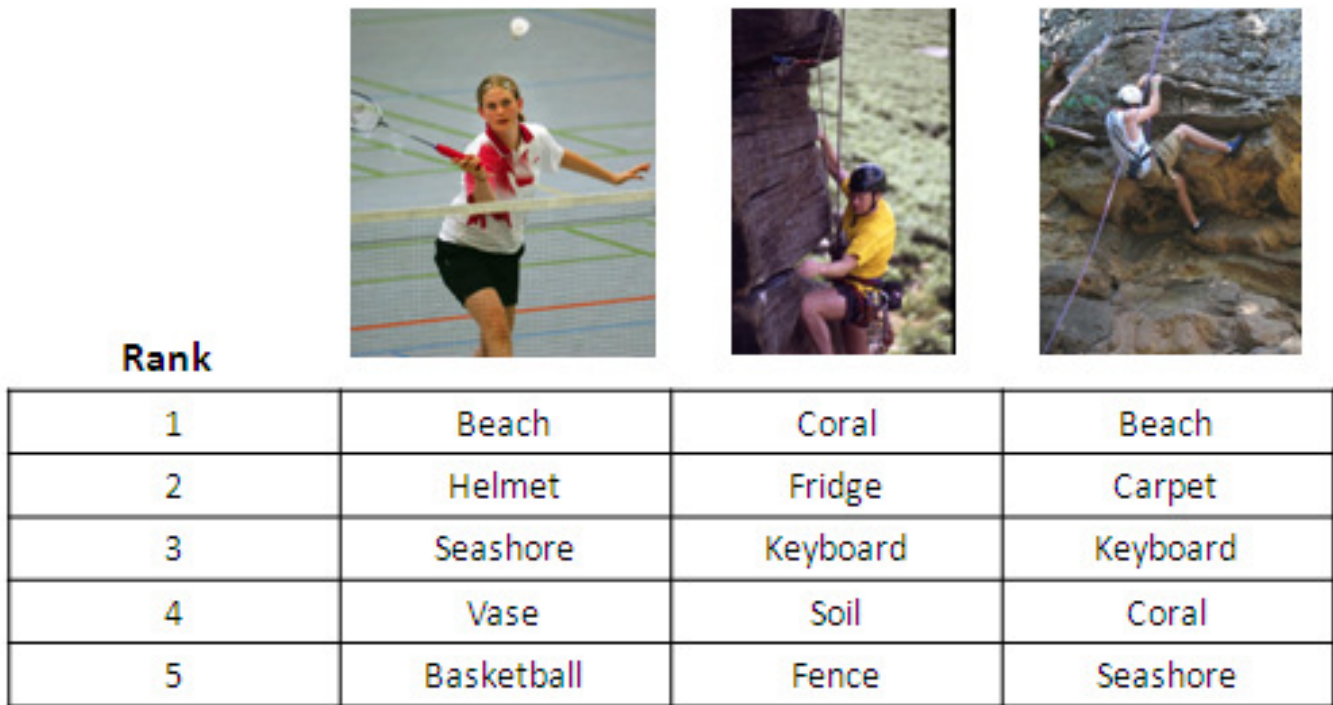 Rank
1 Beach Coral Beach
2 Helmet Fridge Carpet
3 Seashore Keyboard Keyboard
4 Vase Soil Coral
5 Basketball Fence Seashore